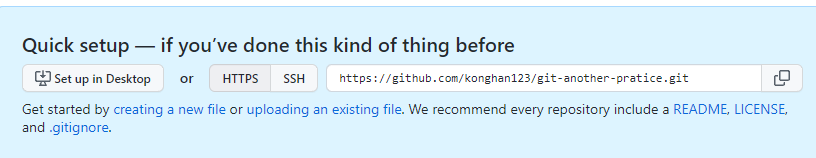 Quick setup — if you’ve done this kind of thing before
Set up in Desktop or HTTPS SSH https://github.com/konghan123/git-another-pratice.git
Get started by creating a new file or uploading an existing file. We recommend every repository include a README, LICENSE,
and .gitignore.